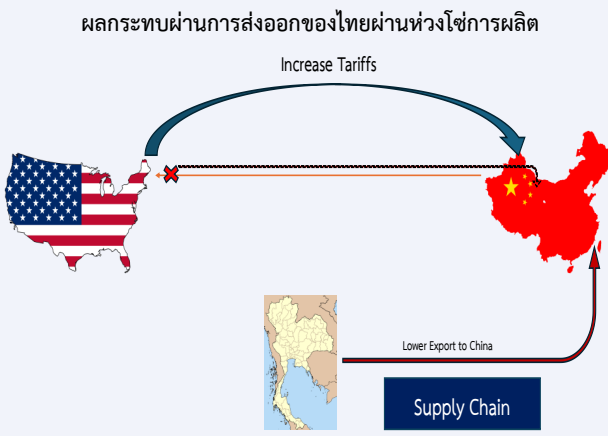 ผลกระทบผ่านการส่งออกของไทยผ่านห่วงโซ่การผลิต
Increase Tariffs
Lower Export to China
Supply Chain